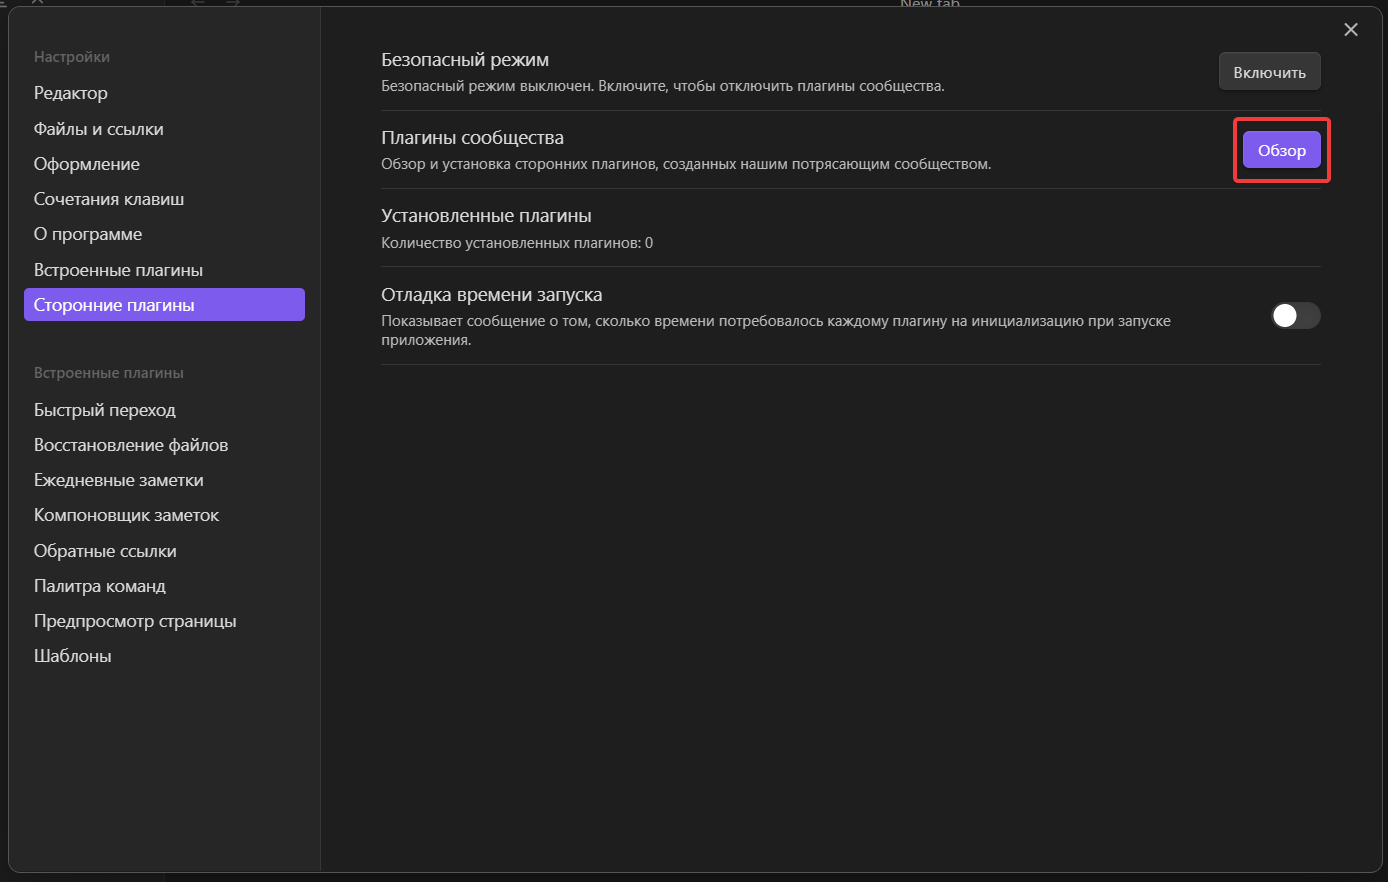 New tab
Настройки
Редактор
Файлы и ссылки
Оформление
Сочетания клавиш
О программе
Встроенные плагины
Сторонние плагины
Встроенные плагины
Быстрый переход
Восстановление файлов
Ежедневные заметки
Компоновщик заметок
Обратные ссылки
Палитра команд
Предпросмотр страницы
Шаблоны
Безопасный режим
Безопасный режим выключен. Включите, чтобы отключить плагины сообщества.
Включить
Плагины сообщества
Обзор и установка сторонних плагинов, созданных нашим потрясающим сообществом.
Обзор
Установленные плагины
Количество установленных плагинов: 0
Отладка времени запуска
Показывает сообщение о том, сколько времени потребовалось каждому плагину на инициализацию при запуске
приложения.